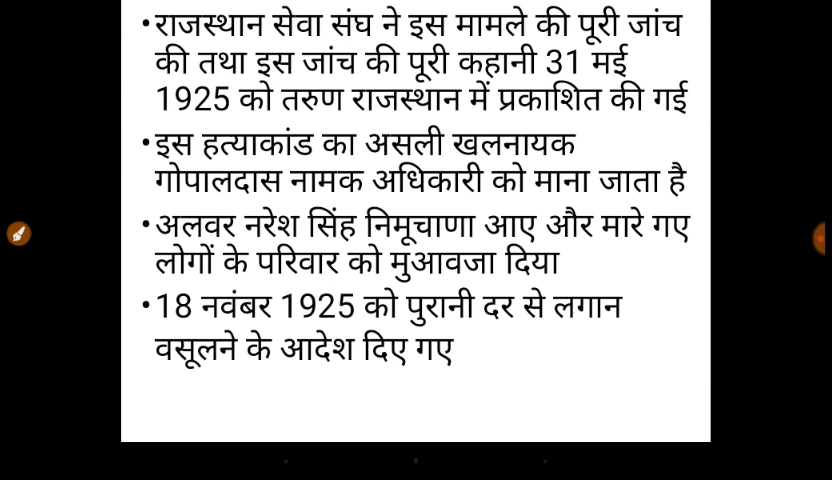 •राजस्थान सेवा संघ ने इस मामले की पूरी जांच
की तथा इस जांच की पूरी कहानी 31 मई
1925 को तरुण राजस्थान में प्रकाशित की गई
•इस हत्याकांड का असली खलनायक
गोपालदास नामक अधिकारी को माना जाता है
•अलवर नरेश सिंह निमूचाणा आए और मारे गए
लोगों के परिवार को मुआवजा दिया
•18 नवंबर 1925 को पुरानी दर से लगान
वसूलने के आदेश दिए गए